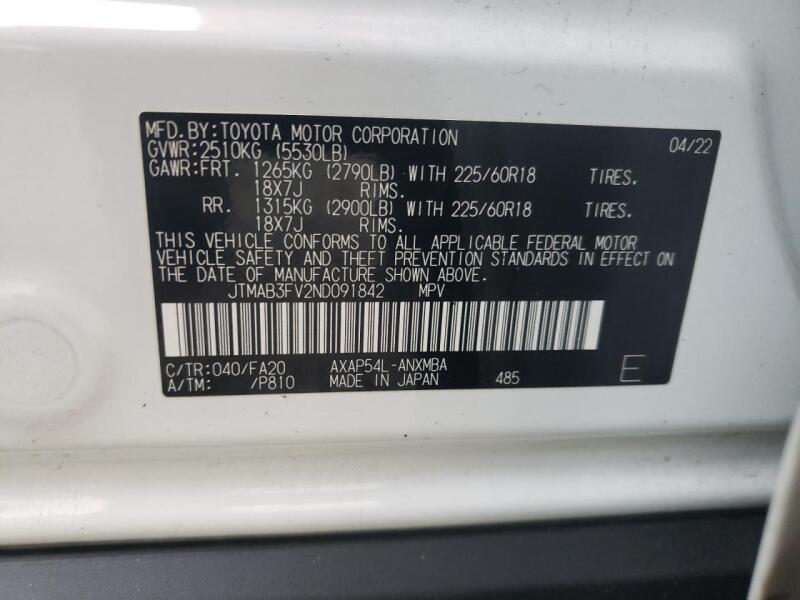 MFD.BY:TOYOTA MOTOR CORPORATION 04/22
GVWR:2510KG (5530LB)
GAWR:FRT. 1265KG (2790LB) WITH 225/60R18 TIRES.
18X7J RIMS.
RR. 1315KG (2900LB) WITH 225/60R18 TIRES.
18X7J RIMS.
THIS VEHICLE CONFORMS TO ALL APPLICABLE FEDERAL MOTOR
VEHICLE SAFETY AND THEFT PREVENTION STANDARDS IN EFFECT ON
THE DATE OF MANUFACTURE SHOWN ABOVE.
JTMAB3FV2ND091842 MPV
C/TR:040/FA20 AXAP54L-ANXMBA
A/TM: /P810 MADE IN JAPAN 485 E